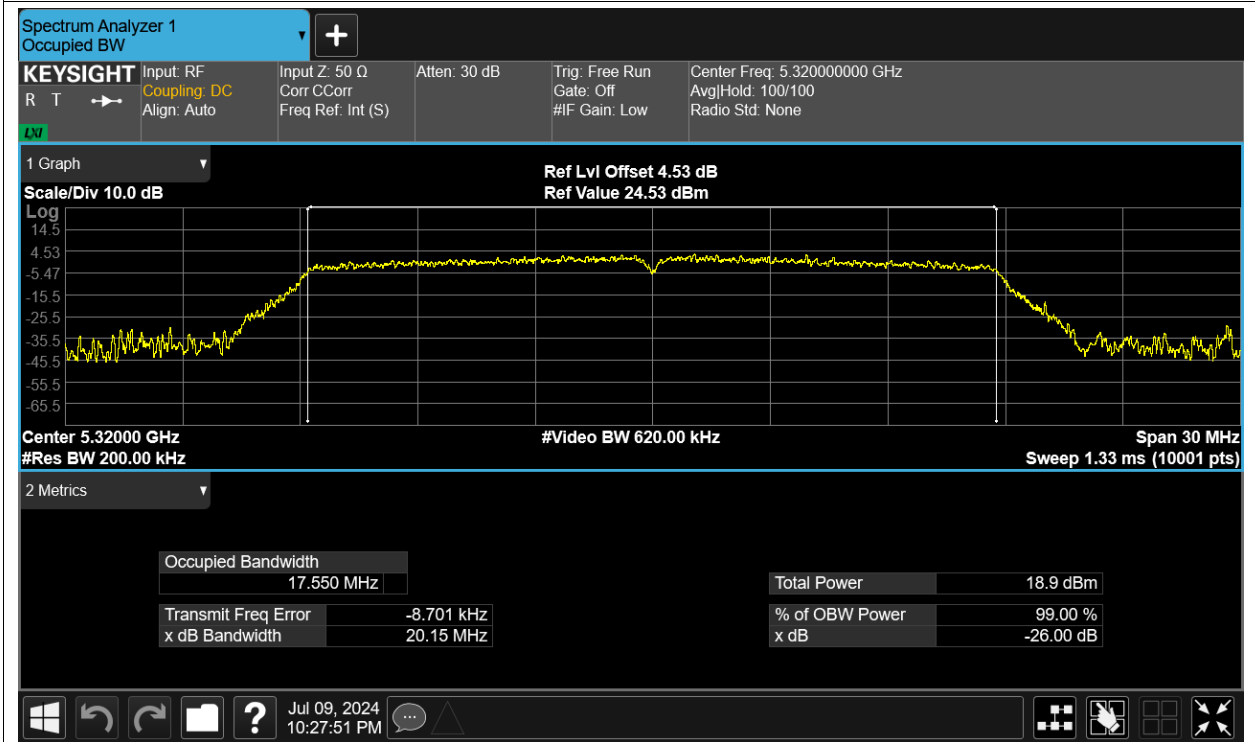 Spectrum Analyzer 1
Occupied BW
KEYSIGHT
R T
LXI
Input: RF
Coupling: DC
Align: Auto
Input Z: 50 Ω
Corr CCorr
Freq Ref: Int (S)
Atten: 30 dB
Trig: Free Run
Gate: Off
#IF Gain: Low
Center Freq: 5.320000000 GHz
Avg|Hold: 100/100
Radio Std: None
1 Graph
Scale/Div 10.0 dB
Ref Lvl Offset 4.53 dB
Ref Value 24.53 dBm
Log
14.5
4.53
-5.47
-15.5
-25.5
-35.5
-45.5
-55.5
-65.5
Center 5.32000 GHz
#Res BW 200.00 kHz
#Video BW 620.00 kHz
Span 30 MHz
Sweep 1.33 ms (10001 pts)
2 Metrics
Occupied Bandwidth
17.550 MHz
Transmit Freq Error -8.701 kHz
x dB Bandwidth 20.15 MHz
Total Power 18.9 dBm
% of OBW Power 99.00 %
x dB -26.00 dB
?
Jul 09, 2024
10:27:51 PM